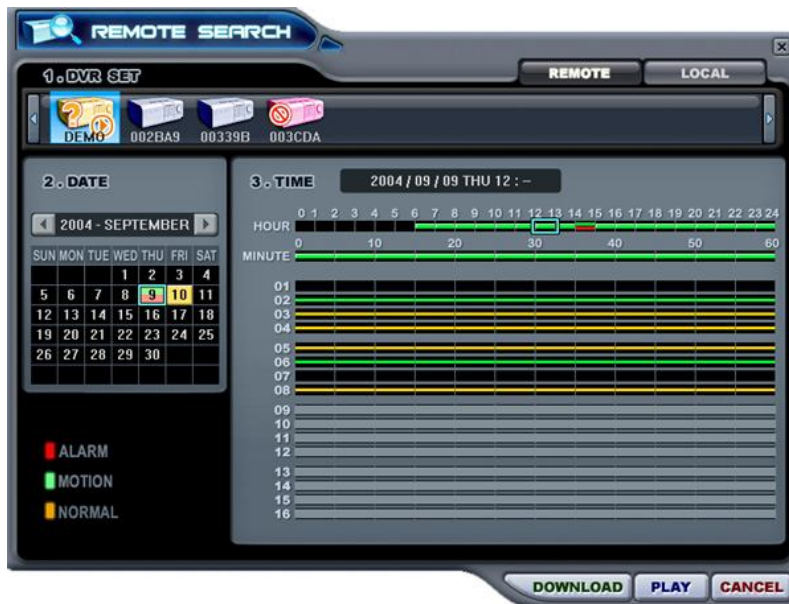 REMOTE SEARCH
1. DVR SET
REMOTE
LOCAL
DEMO
002BA9
00339B
003CDA
2. DATE
2004 - SEPTEMBER
SUN MON TUE WED THU FRI SAT
1 2 3 4
5 6 7 8 9 10 11
12 13 14 15 16 17 18
19 20 21 22 23 24 25
26 27 28 29 30
ALARM
MOTION
NORMAL
3. TIME
2004 / 09 / 09 THU 12 : –
0 1 2 3 4 5 6 7 8 9 10 11 12 13 14 15 16 17 18 19 20 21 22 23 24
HOUR
0 10 20 30 40 50 60
MINUTE
01
02
03
04
05
06
07
08
09
10
11
12
13
14
15
16
DOWNLOAD
PLAY
CANCEL